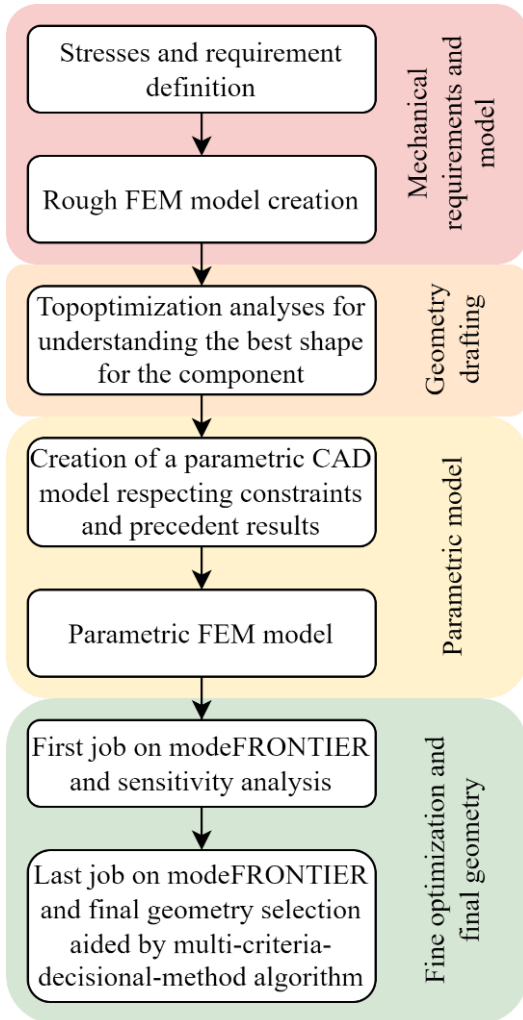 Stresses and requirement
definition
Rough FEM model creation
Mechanical
requirements and
model
Topoptimization analyses for
understanding the best shape
for the component
Geometry
drafting
Creation of a parametric CAD
model respecting constraints
and precedent results
Parametric FEM model
Parametric model
First job on modeFRONTIER
and sensitivity analysis
Last job on modeFRONTIER
and final geometry selection
aided by multi-criteria-
decisional-method algorithm
Fine optimization and
final geometry